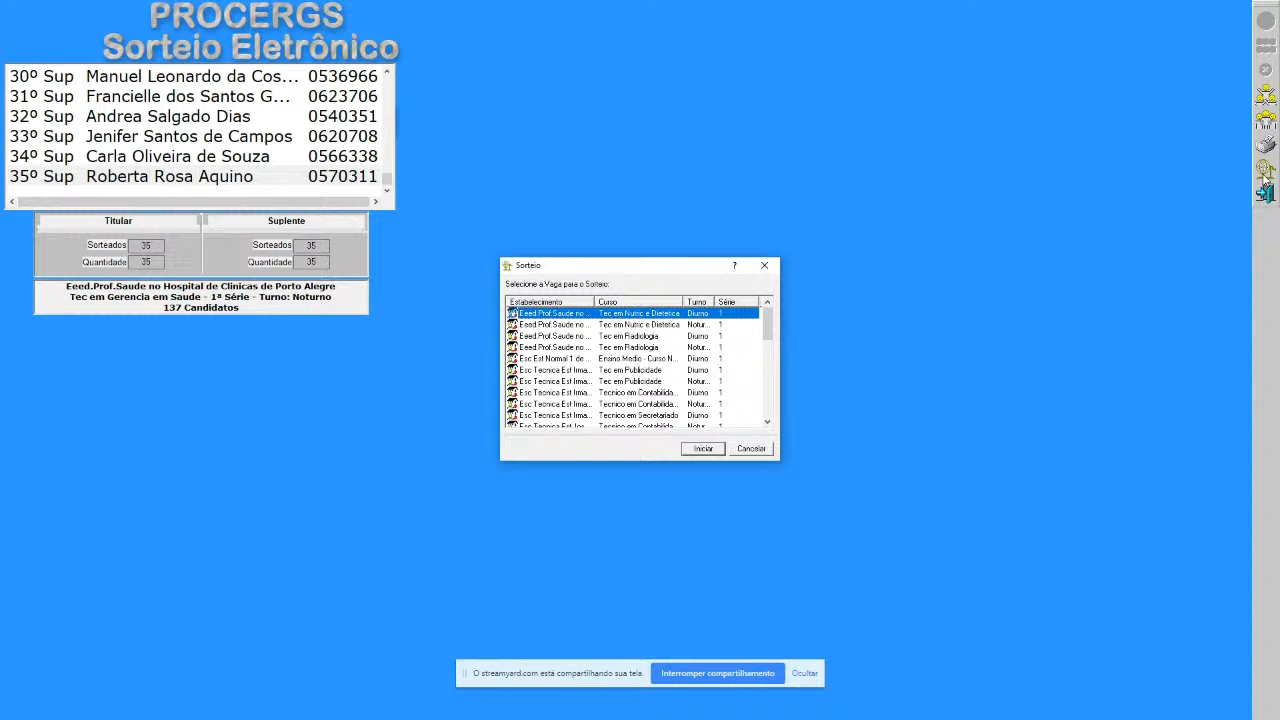 PROCERGS
Sorteio Eletrônico
30º Sup Manuel Leonardo da Cos... 0536966
31º Sup Francielle dos Santos G... 0623706
32º Sup Andrea Salgado Dias 0540351
33º Sup Jenifer Santos de Campos 0620708
34º Sup Carla Oliveira de Souza 0566338
35º Sup Roberta Rosa Aquino 0570311
Titular Suplente
Sorteados 35 Sorteados 35
Quantidade 35 Quantidade 35
Eeed.Prof.Saude no Hospital de Clinicas de Porto Alegre
Tec em Gerencia em Saude - 1ª Série - Turno: Noturno
137 Candidatos
Sorteio ?
Selecione a Vaga para o Sorteio:
Estabelecimento Curso Turno Série
Eeed.Prof.Saude no ... Tec em Nutric e Dietetica Diurno 1
Eeed.Prof.Saude no ... Tec em Nutric e Dietetica Notur... 1
Eeed.Prof.Saude no ... Tec em Radiologia Diurno 1
Eeed.Prof.Saude no ... Tec em Radiologia Notur... 1
Esc Est Normal 1 de ... Ensino Medio - Curso N... Diurno 1
Esc Tecnica Est Irma... Tec em Publicidade Diurno 1
Esc Tecnica Est Irma... Tec em Publicidade Notur... 1
Esc Tecnica Est Irma... Tecnico em Contabilida... Diurno 1
Esc Tecnica Est Irma... Tecnico em Contabilida... Notur... 1
Esc Tecnica Est Irma... Tecnico em Secretariado Diurno 1
Esc Tecnica Est Jos... Tecnico em Contabilida... Notur... 1
Iniciar Cancelar
O streamyard.com está compartilhando sua tela. Interromper compartilhamento Ocultar